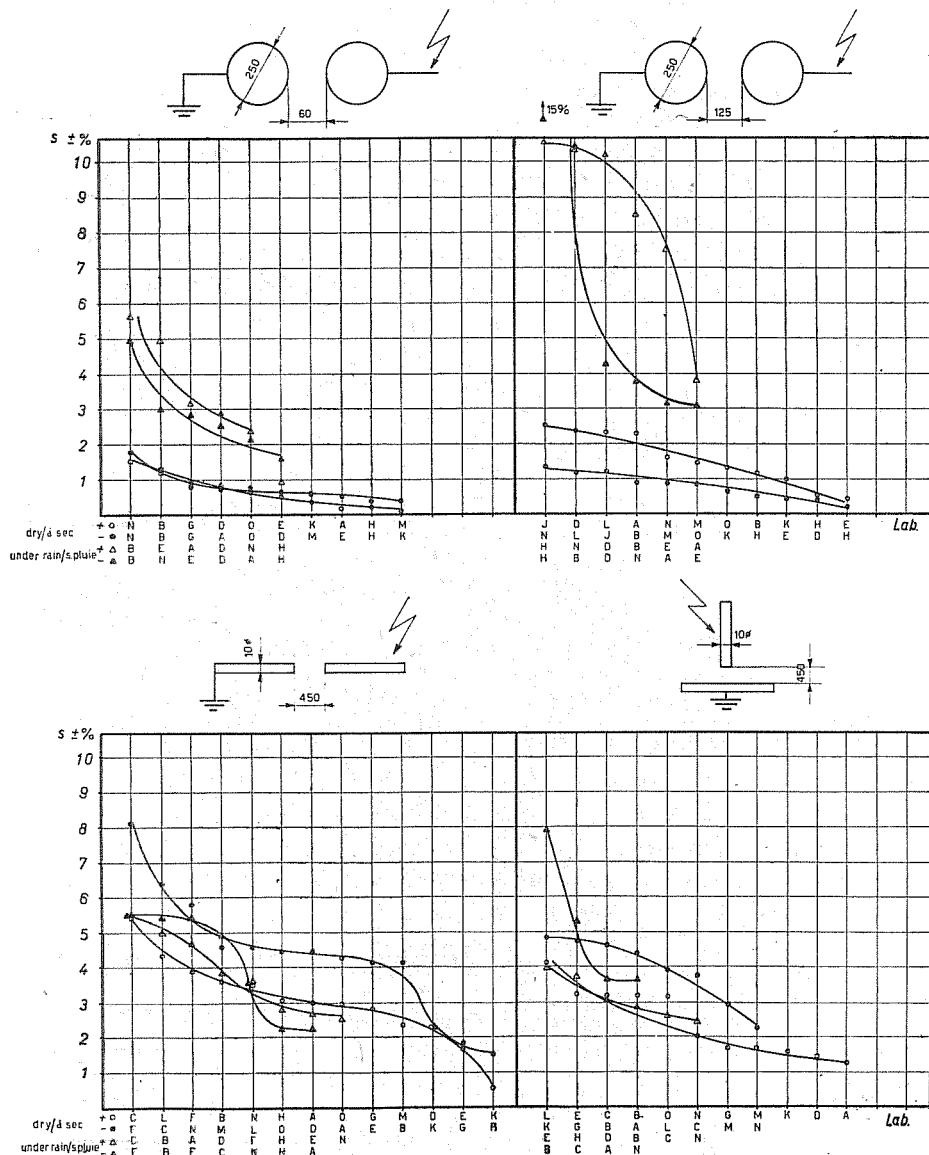 250
60
250
125
15%
s ±%
10
9
8
7
6
5
4
3
2
1
dry/à sec
+ N B G D O E K A H M
- N B G A O D M E H K
under rain/s.pluie
+ B E A D N H
- B N E D A H
J D L A N M O B K H E
N L J B M O K H E D H
H N D B E A
H B D N A E
Lab.
10ø
450
10ø
450
s ±%
10
9
8
7
6
5
4
3
2
1
dry/à sec
under rain/s.pluie
C L F B N H A O G M O E K
L E C B O N G M K O A
Lab.